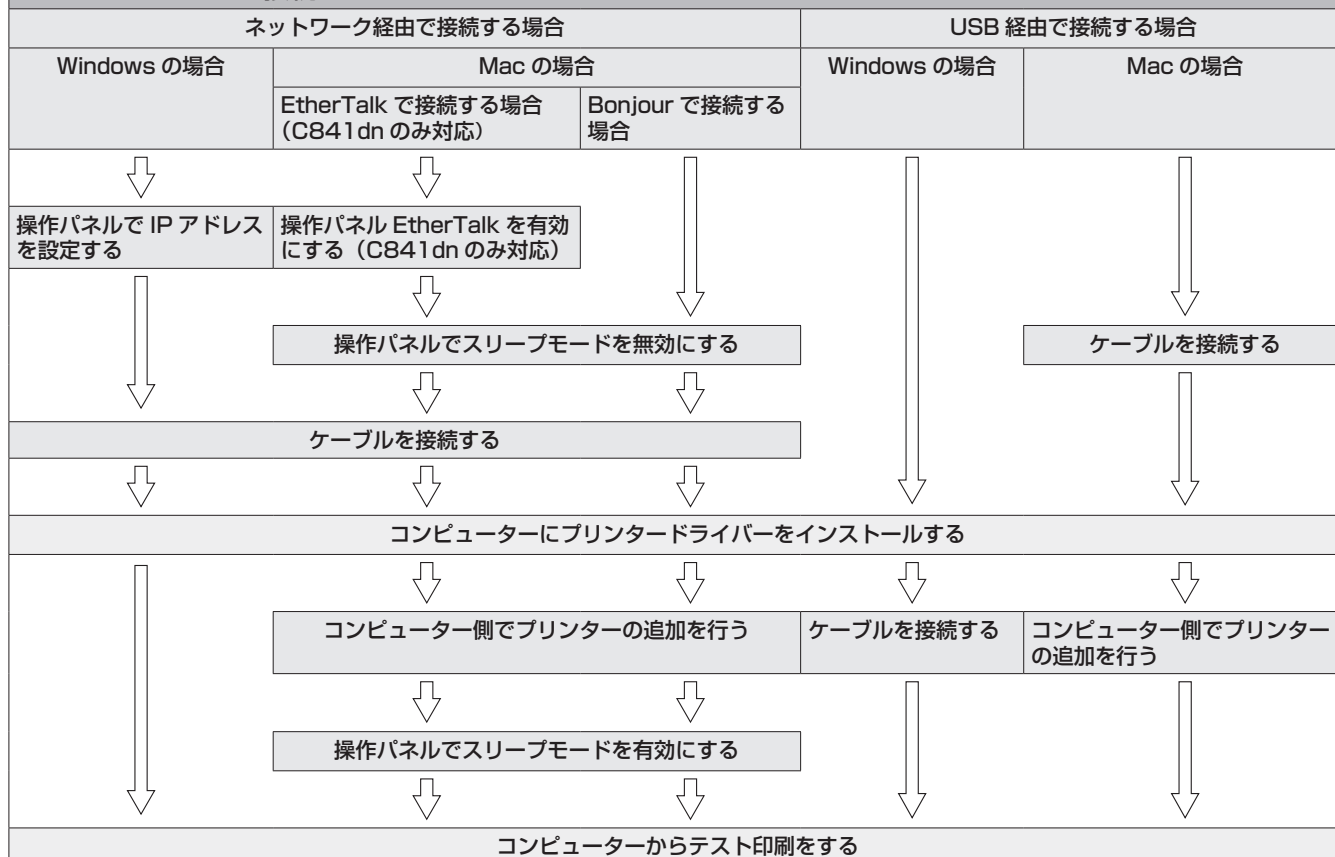 ネットワーク経由で接続する場合
USB 経由で接続する場合
Windows の場合
Mac の場合
Windows の場合
Mac の場合
EtherTalk で接続する場合
（C841dn のみ対応）
Bonjour で接続する
場合
操作パネルで IP アドレス
を設定する
操作パネル EtherTalk を有効
にする（C841dn のみ対応）
操作パネルでスリープモードを無効にする
ケーブルを接続する
ケーブルを接続する
コンピューターにプリンタードライバーをインストールする
コンピューター側でプリンターの追加を行う
ケーブルを接続する
コンピューター側でプリンター
の追加を行う
操作パネルでスリープモードを有効にする
コンピューターからテスト印刷をする